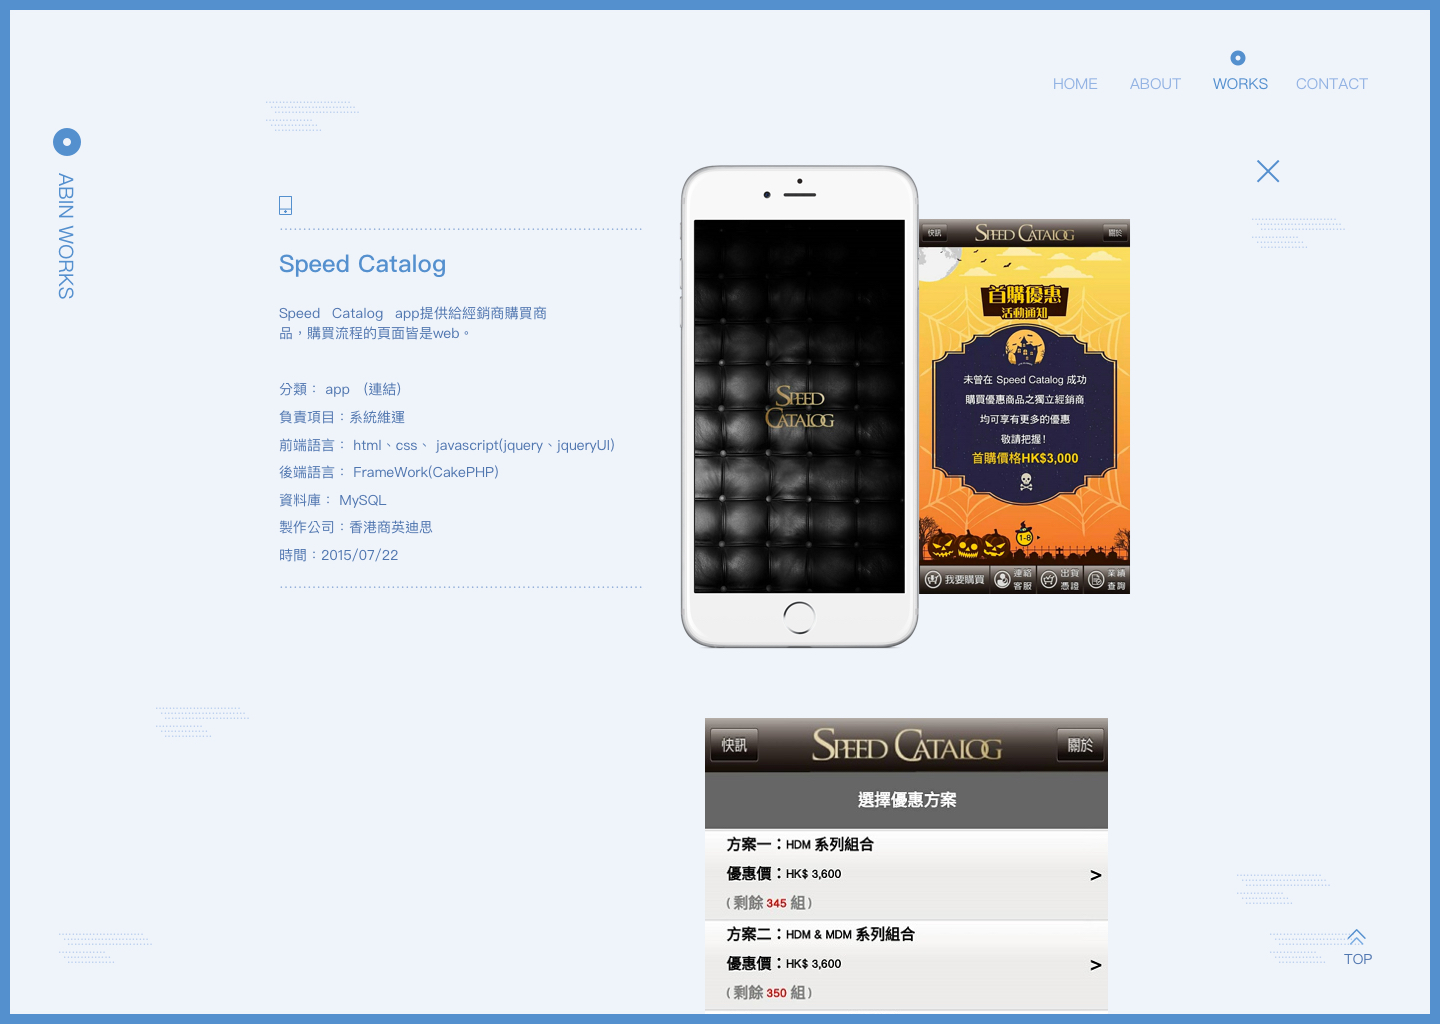 HOME ABOUT WORKS CONTACT
ABIN WORKS
Speed Catalog
Speed Catalog app提供給經銷商購買商
品，購買流程的頁面皆是web。
分類： app (連結)
負責項目：系統維運
前端語言： html、css、 javascript(jquery、jqueryUI)
後端語言： FrameWork(CakePHP)
資料庫： MySQL
製作公司：香港商英迪思
時間：2015/07/22
SPEED
CATALOG
快訊 SPEED CATALOG 關於
首購優惠
活動通知
未曾在 Speed Catalog 成功
購買優惠商品之獨立經銷商
均可享有更多的優惠
敬請把握！
首購價格HK$3,000
1-8
我要購買 連絡客服 出貨憑證 業績查詢
快訊 SPEED CATALOG 關於
選擇優惠方案
方案一：HDM 系列組合
優惠價：HK$ 3,600
>
( 剩餘 345 組 )
方案二：HDM & MDM 系列組合
優惠價：HK$ 3,600
>
( 剩餘 350 組 )
TOP